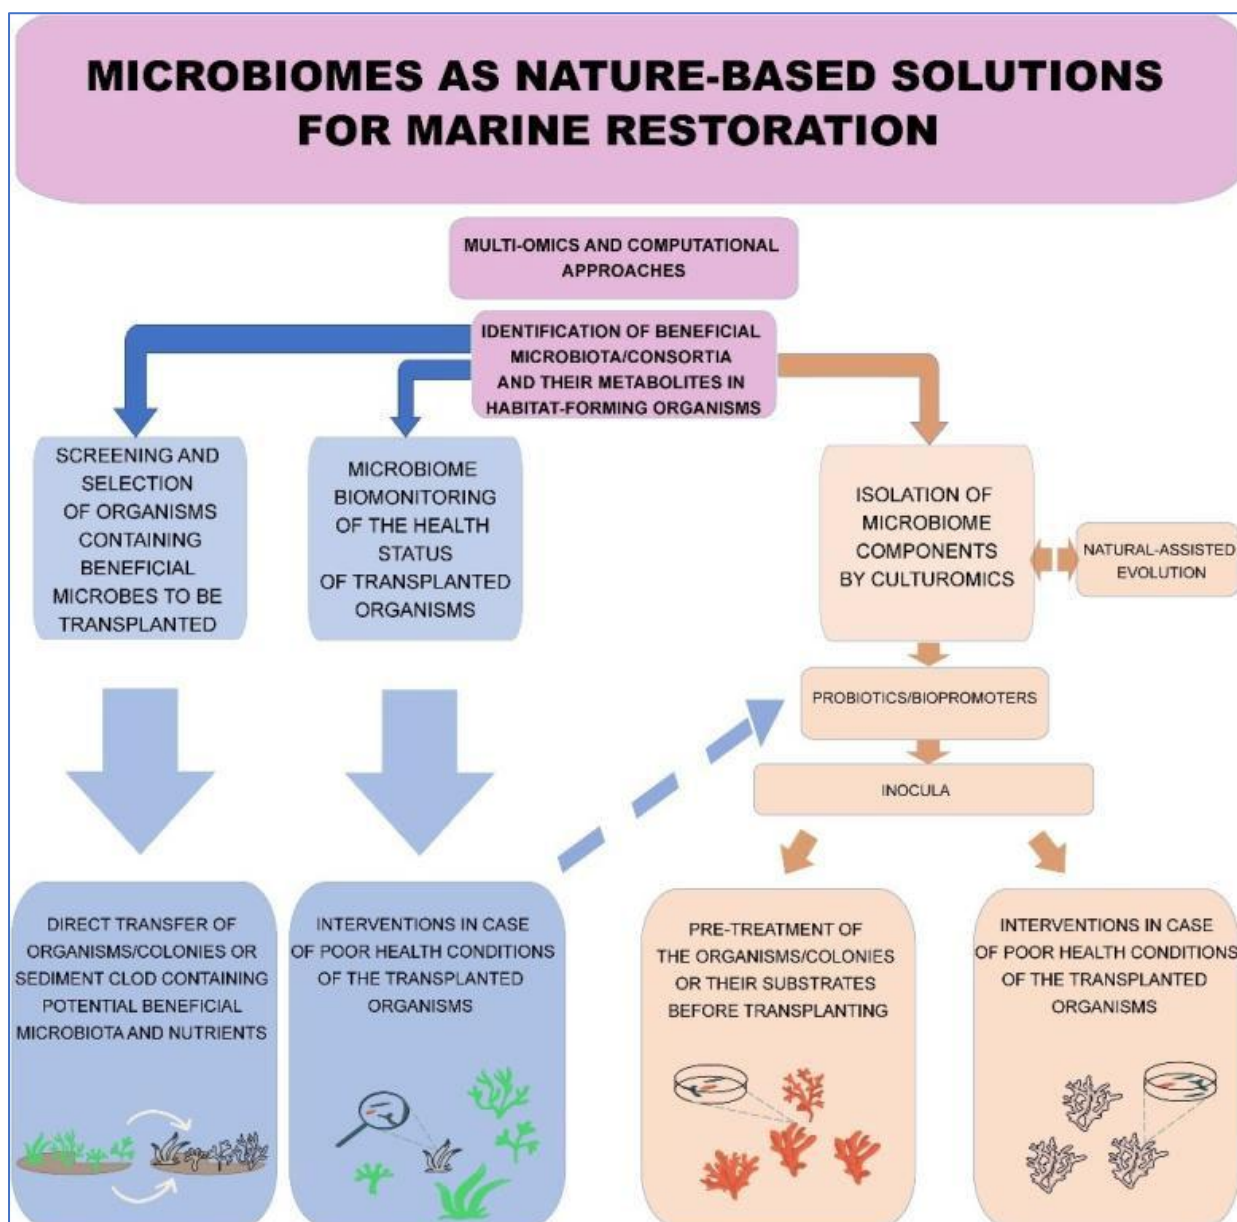 MICROBIOMES AS NATURE-BASED SOLUTIONS
FOR MARINE RESTORATION
MULTI-OMICS AND COMPUTATIONAL
APPROACHES
IDENTIFICATION OF BENEFICIAL
MICROBIOTA/CONSORTIA
AND THEIR METABOLITES IN
HABITAT-FORMING ORGANISMS
SCREENING AND
SELECTION
OF ORGANISMS
CONTAINING
BENEFICIAL
MICROBES TO BE
TRANSPLANTED
MICROBIOME
BIOMONITORING
OF THE HEALTH
STATUS
OF TRANSPLANTED
ORGANISMS
ISOLATION OF
MICROBIOME
COMPONENTS
BY CULTUROMICS
NATURAL-ASSISTED
EVOLUTION
PROBIOTICS/BIOPROMOTERS
INOCULA
DIRECT TRANSFER OF
ORGANISMS/COLONIES OR
SEDIMENT CLOD CONTAINING
POTENTIAL BENEFICIAL
MICROBIOTA AND NUTRIENTS
INTERVENTIONS IN CASE
OF POOR HEALTH CONDITIONS
OF THE TRANSPLANTED
ORGANISMS
PRE-TREATMENT OF
THE ORGANISMS/COLONIES
OR THEIR SUBSTRATES
BEFORE TRANSPLANTING
INTERVENTIONS IN CASE
OF POOR HEALTH CONDITIONS
OF THE TRANSPLANTED
ORGANISMS